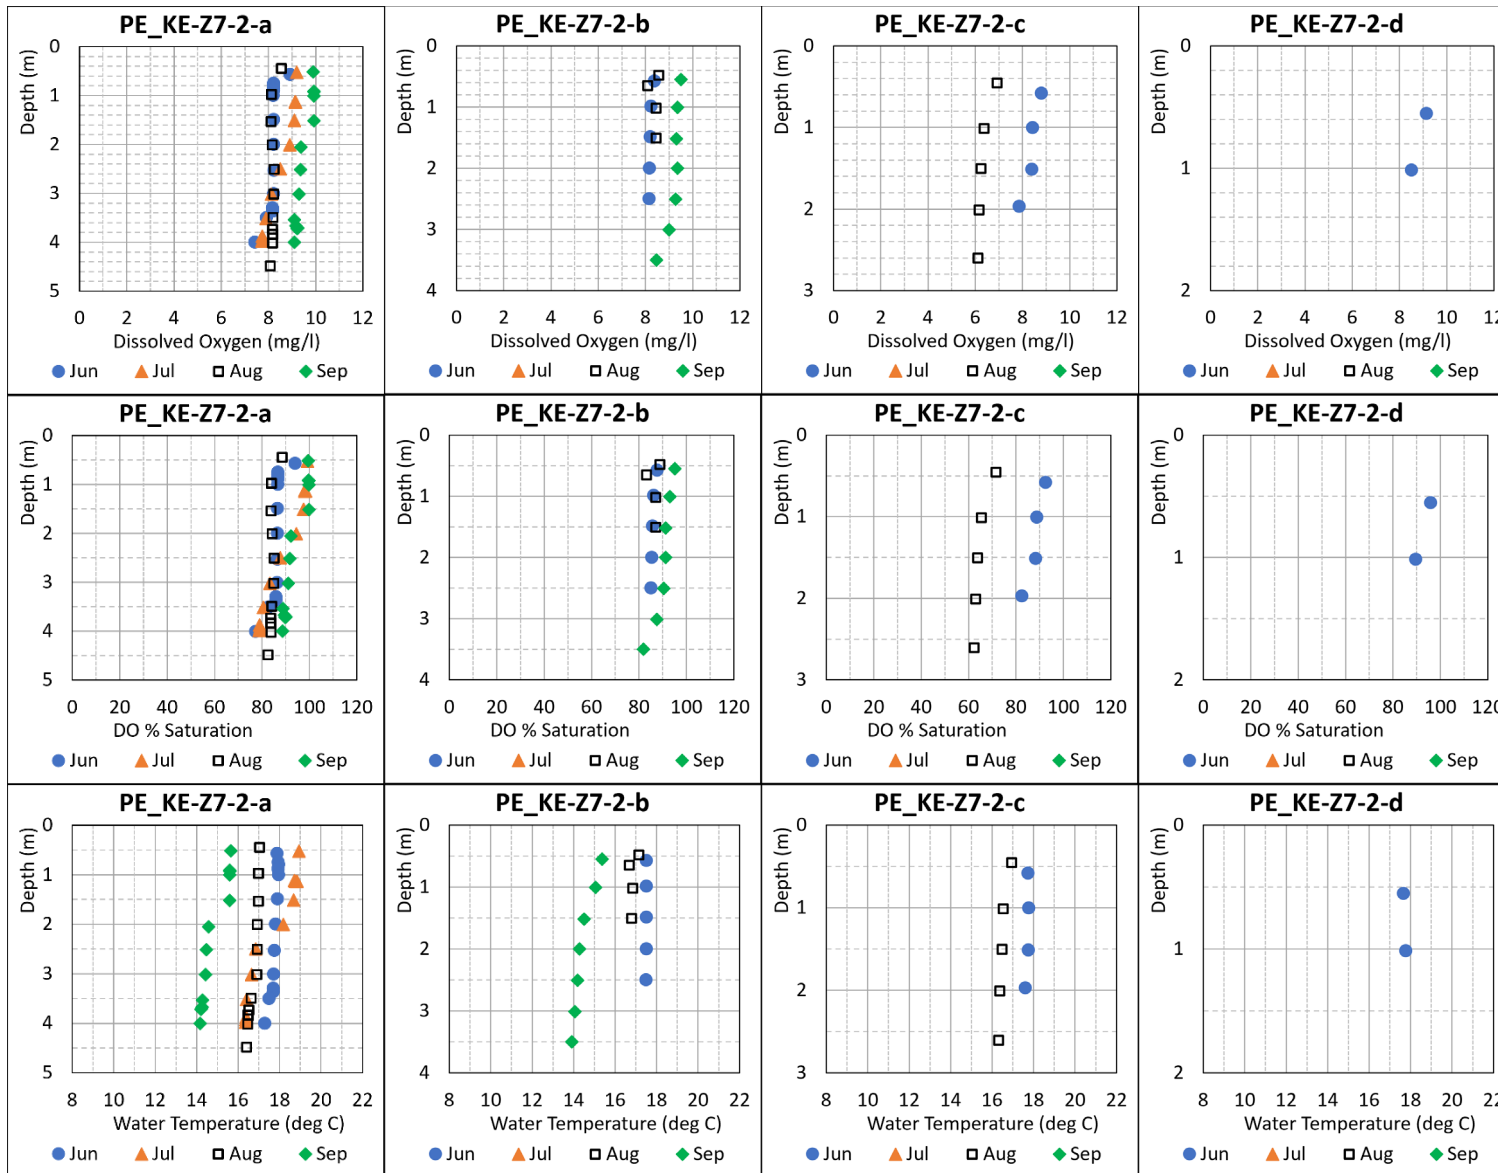 PE_KE-Z7-2-a
Depth (m)
0
1
2
3
4
5
0 2 4 6 8 10 12
Dissolved Oxygen (mg/l)
Jun Jul Aug Sep
PE_KE-Z7-2-b
Depth (m)
0
1
2
3
4
0 2 4 6 8 10 12
Dissolved Oxygen (mg/l)
Jun Jul Aug Sep
PE_KE-Z7-2-c
Depth (m)
0
1
2
3
0 2 4 6 8 10 12
Dissolved Oxygen (mg/l)
Jun Jul Aug Sep
PE_KE-Z7-2-d
Depth (m)
0
1
2
0 2 4 6 8 10 12
Dissolved Oxygen (mg/l)
Jun Jul Aug Sep
PE_KE-Z7-2-a
Depth (m)
0
1
2
3
4
5
0 20 40 60 80 100 120
DO % Saturation
Jun Jul Aug Sep
PE_KE-Z7-2-b
Depth (m)
0
1
2
3
4
0 20 40 60 80 100 120
DO % Saturation
Jun Jul Aug Sep
PE_KE-Z7-2-c
Depth (m)
0
1
2
3
0 20 40 60 80 100 120
DO % Saturation
Jun Jul Aug Sep
PE_KE-Z7-2-d
Depth (m)
0
1
2
0 20 40 60 80 100 120
DO % Saturation
Jun Jul Aug Sep
PE_KE-Z7-2-a
Depth (m)
0
1
2
3
4
5
8 10 12 14 16 18 20 22
Water Temperature (deg C)
Jun Jul Aug Sep
PE_KE-Z7-2-b
Depth (m)
0
1
2
3
4
8 10 12 14 16 18 20 22
Water Temperature (deg C)
Jun Jul Aug Sep
PE_KE-Z7-2-c
Depth (m)
0
1
2
3
8 10 12 14 16 18 20 22
Water Temperature (deg C)
Jun Jul Aug Sep
PE_KE-Z7-2-d
Depth (m)
0
1
2
8 10 12 14 16 18 20 22
Water Temperature (deg C)
Jun Jul Aug Sep